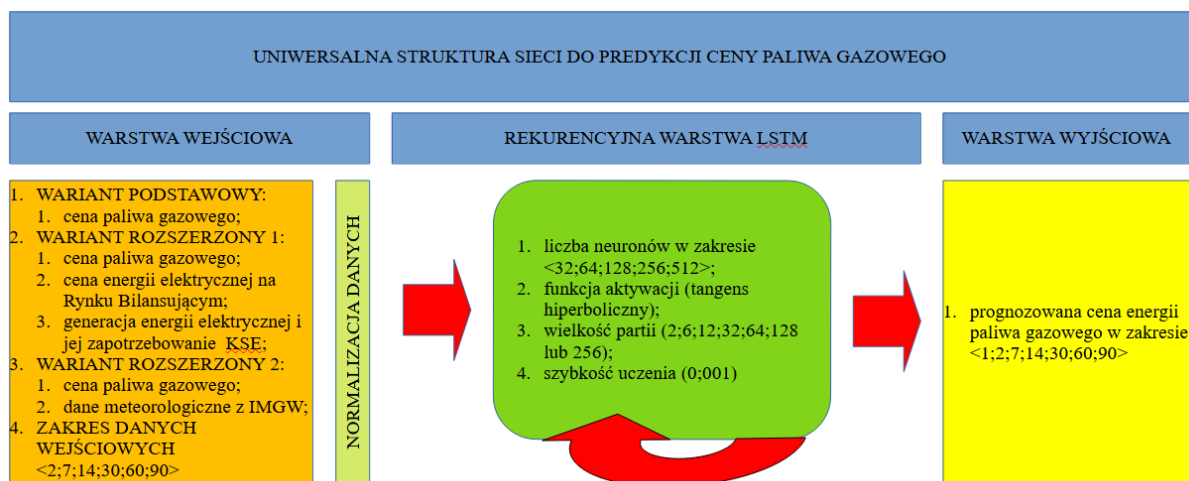 UNIWERSALNA STRUKTURA SIECI DO PREDYKCJI CENY PALIWA GAZOWEGO
WARSTWA WEJŚCIOWA
1. WARIANT PODSTAWOWY:
1. cena paliwa gazowego;
2. WARIANT ROZSZERZONY 1:
1. cena paliwa gazowego;
2. cena energii elektrycznej na
Rynku Bilansującym;
3. generacja energii elektrycznej i
jej zapotrzebowanie KSE;
3. WARIANT ROZSZERZONY 2:
1. cena paliwa gazowego;
2. dane meteorologiczne z IMGW;
4. ZAKRES DANYCH
WEJŚCIOWYCH
<2;7;14;30;60;90>
NORMALIZACJA DANYCH
REKURENCYJNA WARSTWA LSTM
1. liczba neuronów w zakresie
<32;64;128;256;512>;
2. funkcja aktywacji (tangens
hiperboliczny);
3. wielkość partii (2;6;12;32;64;128
lub 256);
4. szybkość uczenia (0;001)
WARSTWA WYJŚCIOWA
1. prognozowana cena energii
paliwa gazowego w zakresie
<1;2;7;14;30;60;90>